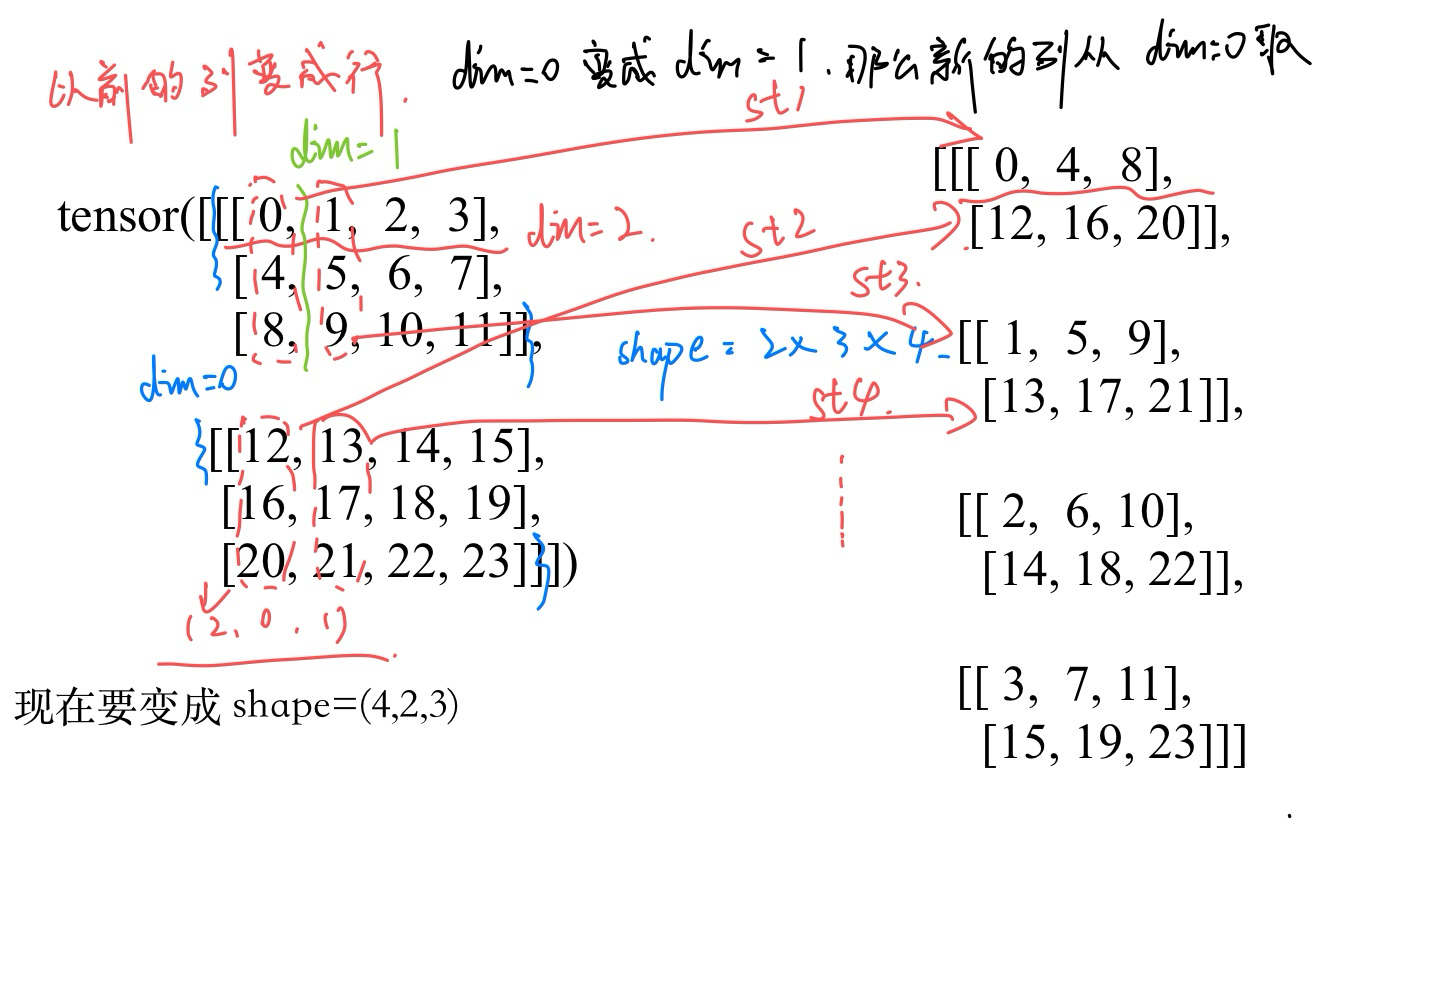 以前的列变成行.
dim=0 变成 dim = 1. 那么新的列从 dim=0 取
st1
dim=1
[[[ 0, 4, 8],
tensor([[[ 0, 1, 2, 3],
dim=2.
st2
[12, 16, 20]],
[ 4, 5, 6, 7],
st3.
[ 8, 9, 10, 11]],
shape = 2×3×4
[[ 1, 5, 9],
dim=0
st4.
[13, 17, 21]],
[[12, 13, 14, 15],
[16, 17, 18, 19],
[[ 2, 6, 10],
[20, 21, 22, 23]]])
[14, 18, 22]],
(2, 0, 1)
现在要变成 shape=(4,2,3)
[[ 3, 7, 11],
[15, 19, 23]]]